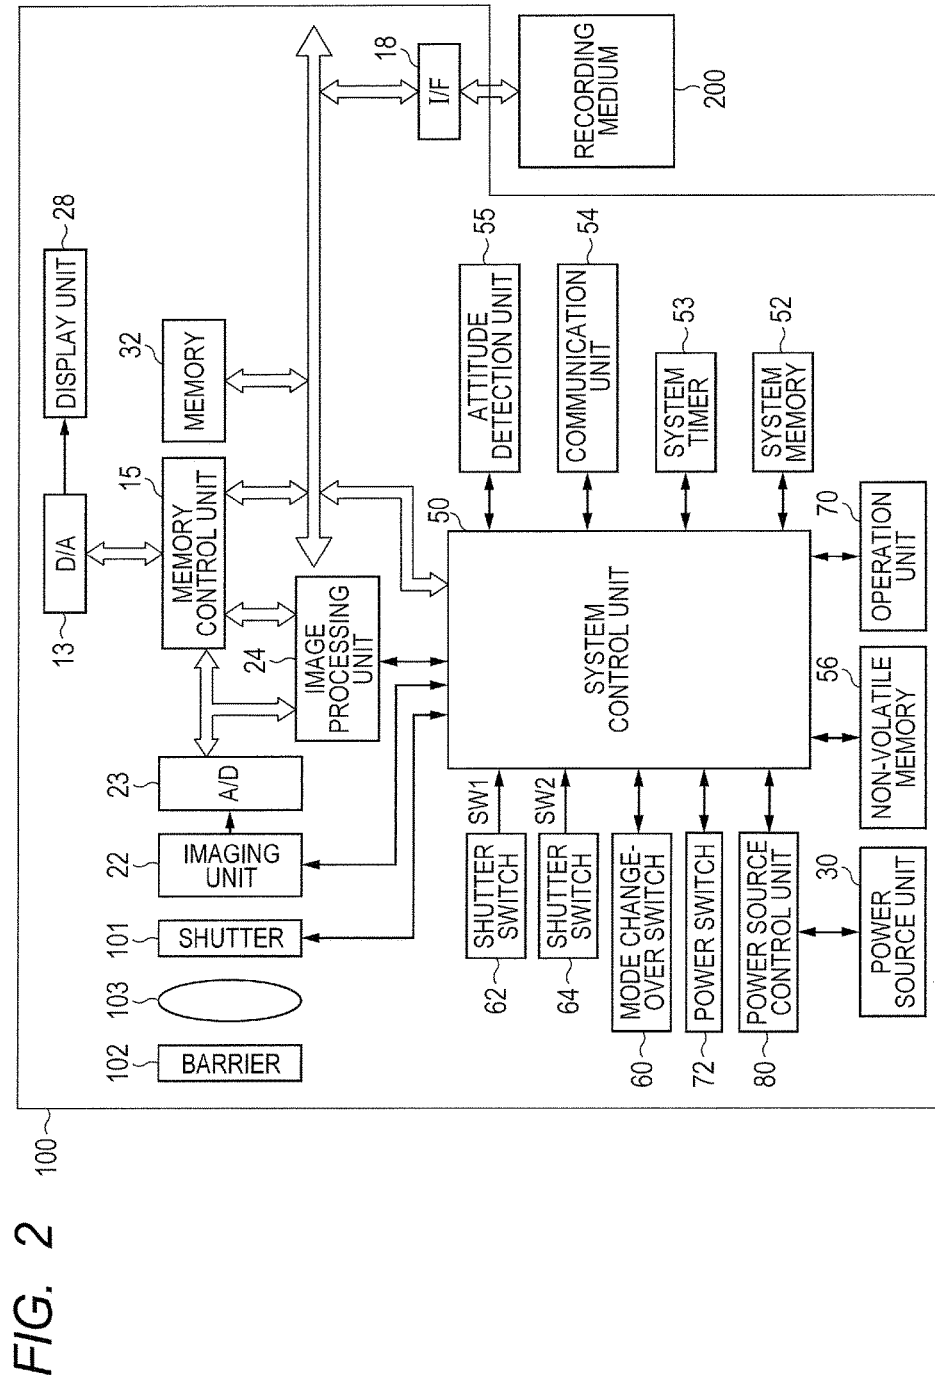 FIG. 2
100
102
BARRIER
103
101
SHUTTER
22
IMAGING
UNIT
23
A/D
13
D/A
28
DISPLAY UNIT
15
MEMORY
CONTROL UNIT
32
MEMORY
24
IMAGE
PROCESSING
UNIT
18
I/F
RECORDING
MEDIUM
200
50
SYSTEM
CONTROL UNIT
62
SHUTTER
SWITCH
SW1
64
SHUTTER
SWITCH
SW2
60
MODE CHANGE-
OVER SWITCH
72
POWER SWITCH
80
POWER SOURCE
CONTROL UNIT
30
POWER
SOURCE UNIT
56
NON-VOLATILE
MEMORY
70
OPERATION
UNIT
55
ATTITUDE
DETECTION UNIT
54
COMMUNICATION
UNIT
53
SYSTEM
TIMER
52
SYSTEM
MEMORY